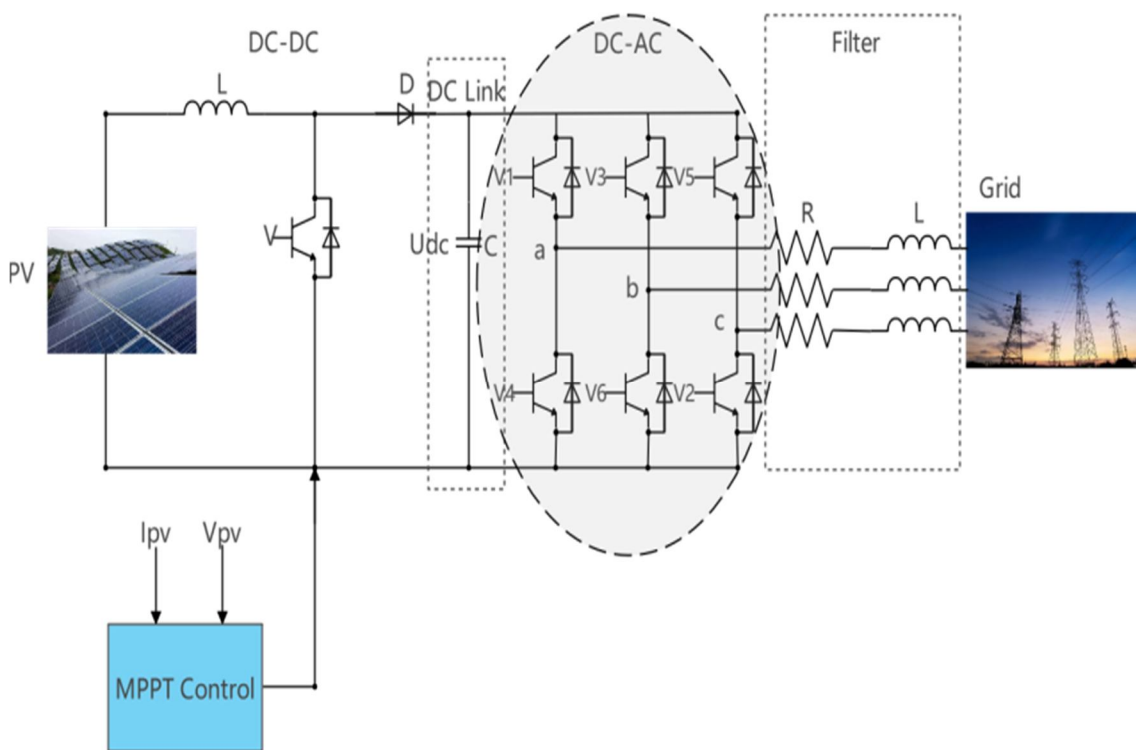 DC-DC
DC-AC
Filter
L
D
DC Link
V1
V3
V5
Grid
R
L
PV
V
Udc
C
a
b
c
V4
V6
V2
Ipv
Vpv
MPPT Control